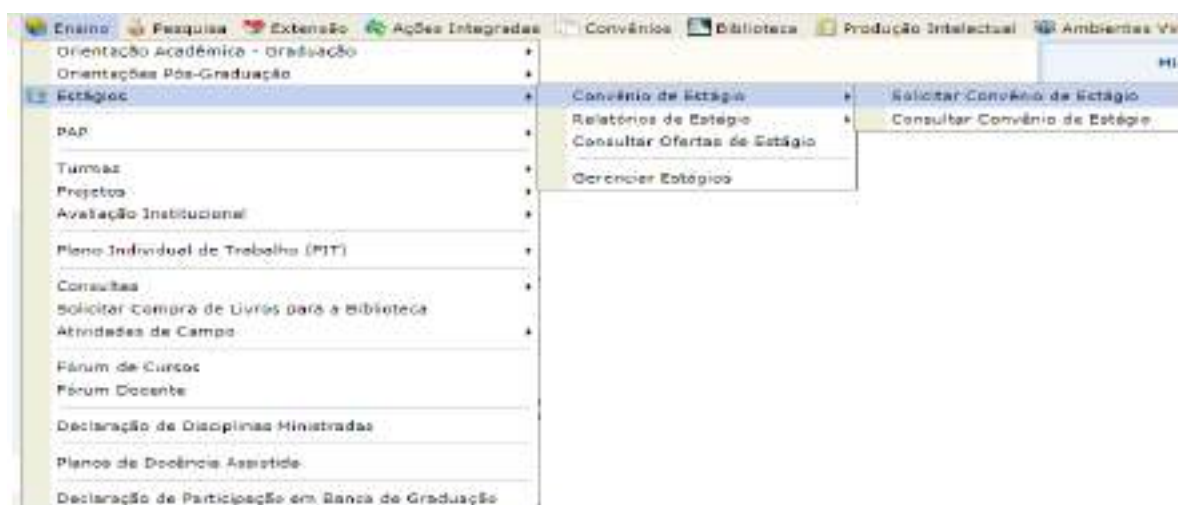 Ensino Pesquisa Extensão Ações Integradas Convênios Biblioteca Produção Intelectual Ambientes
Orientação Acadêmica - Graduação
Orientações Pós-Graduação
Estágios
PAP
Turmas
Projetos
Avaliação Institucional
Plano Individual de Trabalho (PIT)
Consultas
Solicitar Compra de Livros para a Biblioteca
Atividades de Campo
Fórum de Cursos
Fórum Docente
Declaração de Disciplinas Ministradas
Planos de Docência Assistida
Declaração de Participação em Banca de Graduação
Convênio de Estágio
Relatórios de Estágio
Consultar Ofertas de Estágio
Gerenciar Estágios
Solicitar Convênio de Estágio
Consultar Convênio de Estágio